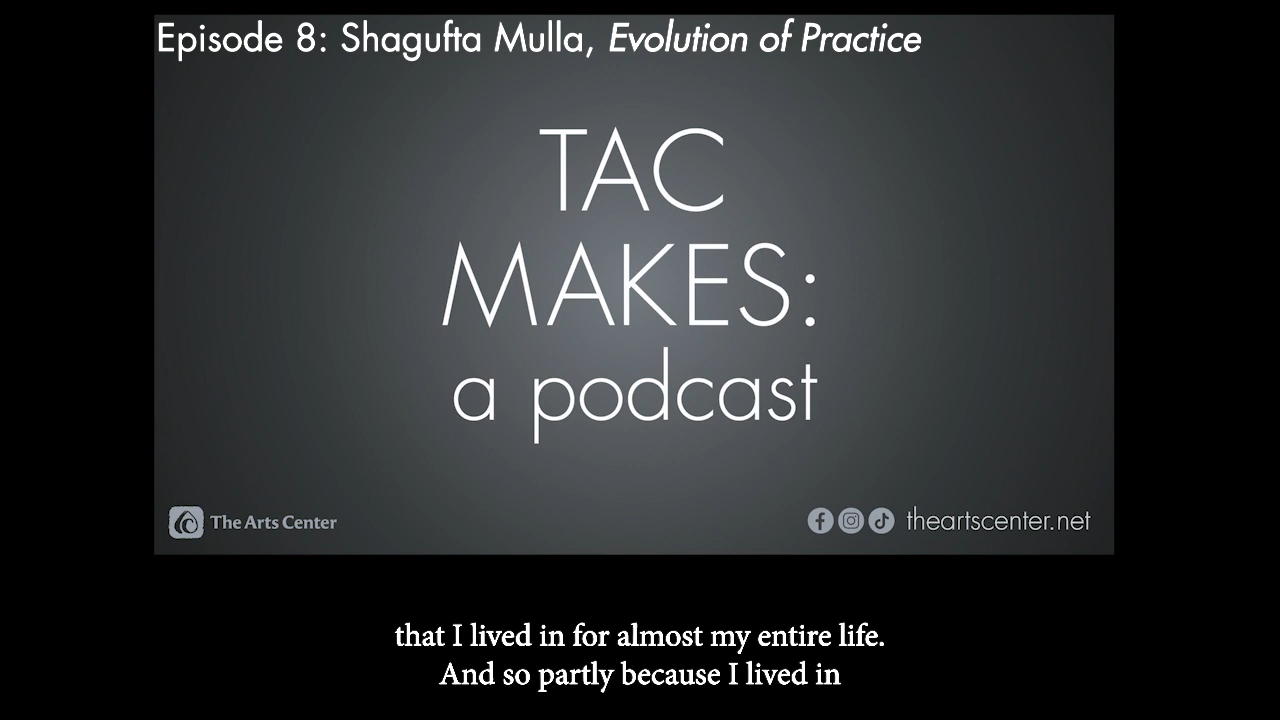 Episode 8: Shagufta Mulla, Evolution of Practice
TAC
MAKES:
a podcast
The Arts Center
theartscenter.net
that I lived in for almost my entire life.
And so partly because I lived in